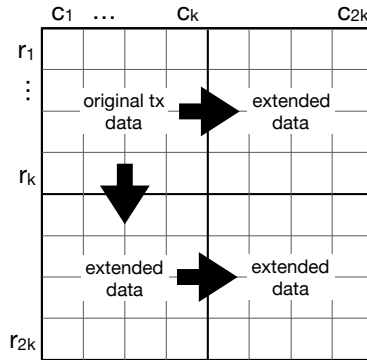 c1 ... ck c2k
r1
⋮
original tx
data
extended
data
rk
extended
data
extended
data
r2k